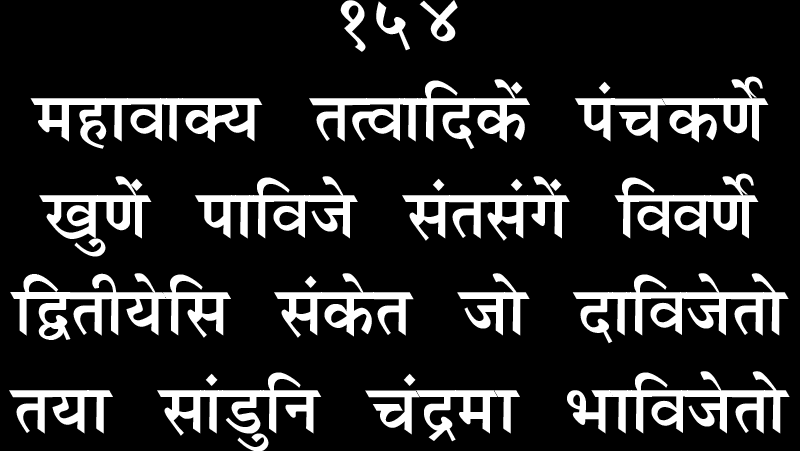 १५४
महावाक्य तत्वादिकें पंचकर्णें
खुणें पाविजे संतसंगें विवर्णें
द्वितीयेसि संकेत जो दाविजेतो
तया सांडुनि चंद्रमा भाविजेतो